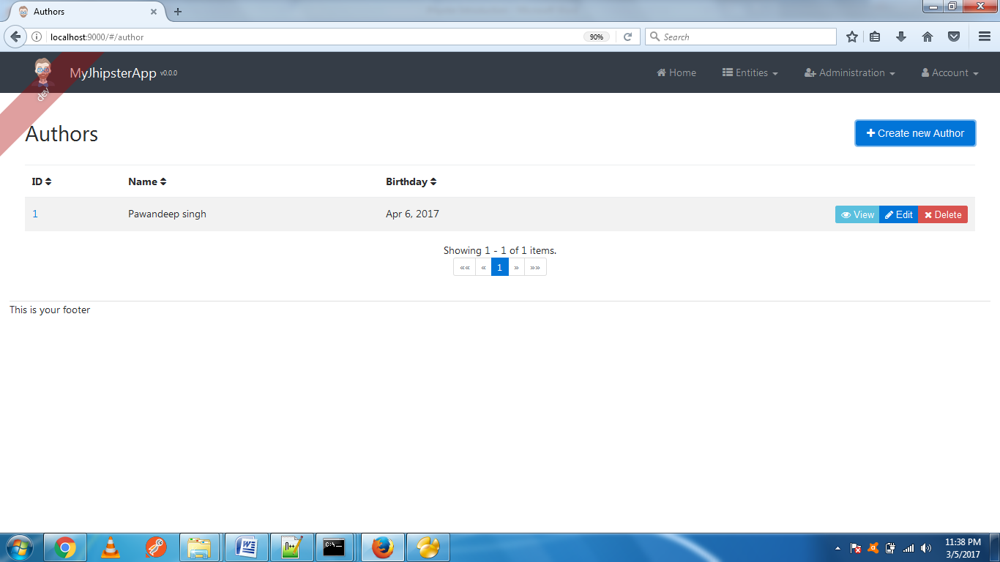 Authors
localhost:9000/#/author
90%
Search
dev
MyJhipsterApp v0.0.0
Home
Entities
Administration
Account
Authors
Create new Author
ID
Name
Birthday
1
Pawandeep singh
Apr 6, 2017
View
Edit
Delete
Showing 1 - 1 of 1 items.
«« « 1 » »»
This is your footer
11:38 PM
3/5/2017